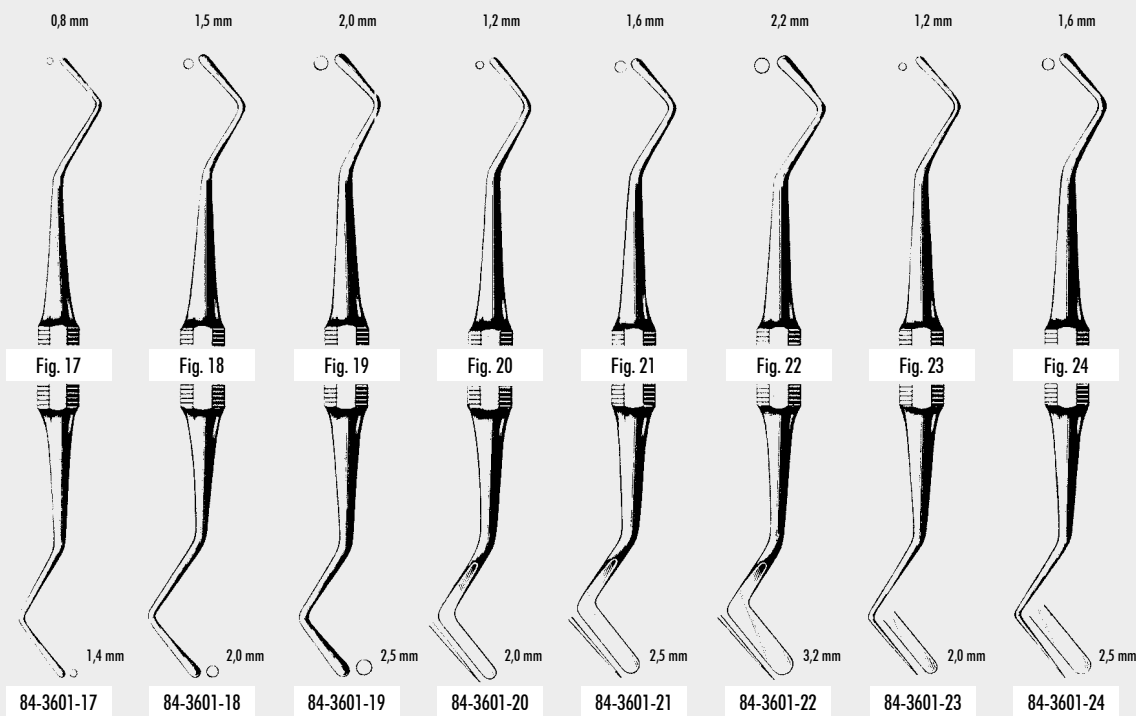 0,8 mm 1,5 mm 2,0 mm 1,2 mm 1,6 mm 2,2 mm 1,2 mm 1,6 mm
Fig. 17 Fig. 18 Fig. 19 Fig. 20 Fig. 21 Fig. 22 Fig. 23 Fig. 24
1,4 mm 2,0 mm 2,5 mm 2,0 mm 2,5 mm 3,2 mm 2,0 mm 2,5 mm
84-3601-17 84-3601-18 84-3601-19 84-3601-20 84-3601-21 84-3601-22 84-3601-23 84-3601-24